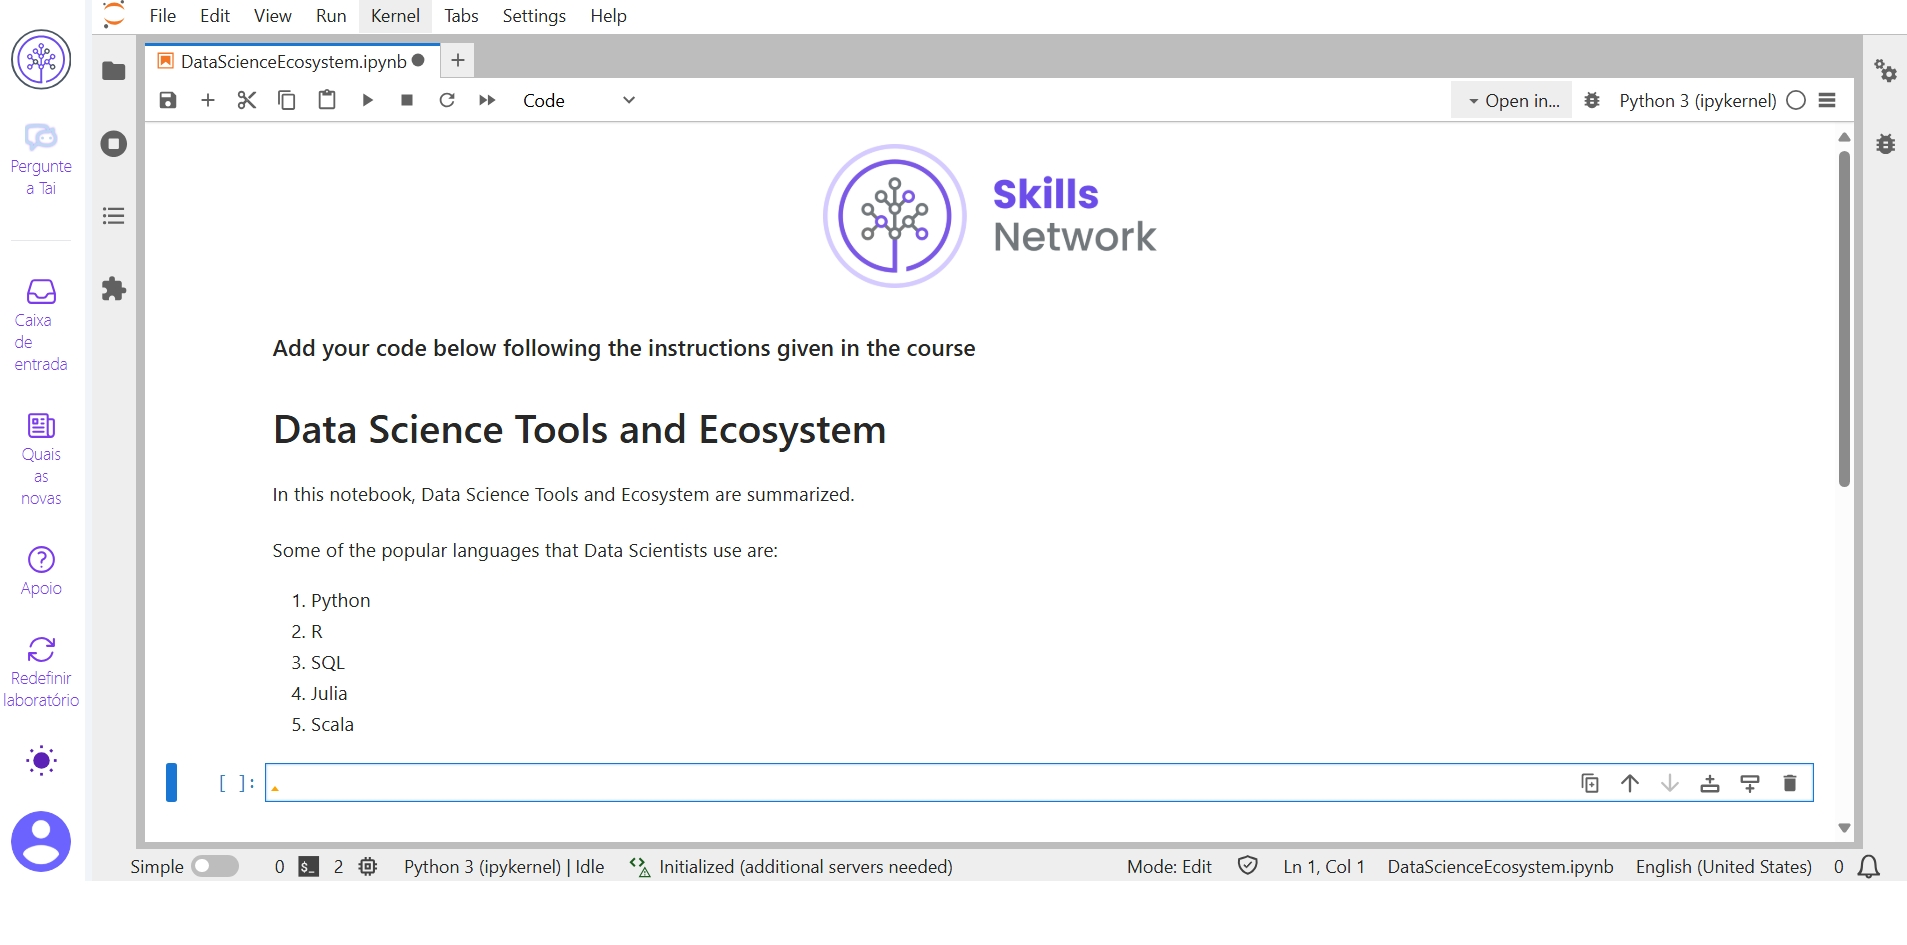 File Edit View Run Kernel Tabs Settings Help
DataScienceEcosystem.ipynb
Code
Open in...
Python 3 (ipykernel)
Pergunte
a Tai
Caixa
de
entrada
Quais
as
novas
Apoio
Redefinir
laboratório
Skills
Network
Add your code below following the instructions given in the course
Data Science Tools and Ecosystem
In this notebook, Data Science Tools and Ecosystem are summarized.
Some of the popular languages that Data Scientists use are:
1. Python
2. R
3. SQL
4. Julia
5. Scala
[ ]:
Simple 0 $_ 2 Python 3 (ipykernel) | Idle Initialized (additional servers needed) Mode: Edit Ln 1, Col 1 DataScienceEcosystem.ipynb English (United States) 0